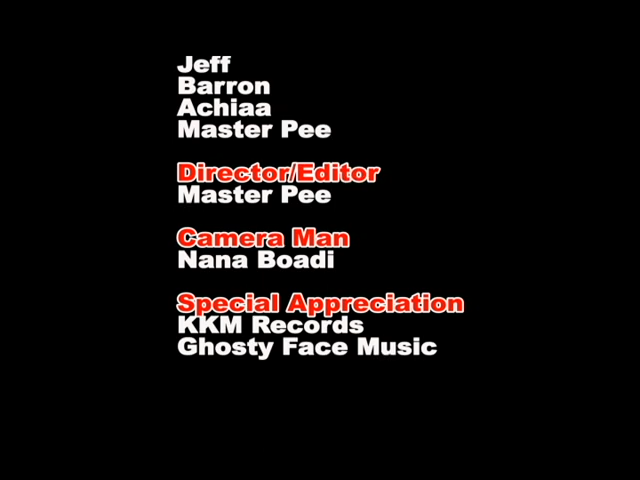 Jeff
Barron
Achiaa
Master Pee
Director/Editor
Master Pee
Camera Man
Nana Boadi
Special Appreciation
KKM Records
Ghosty Face Music